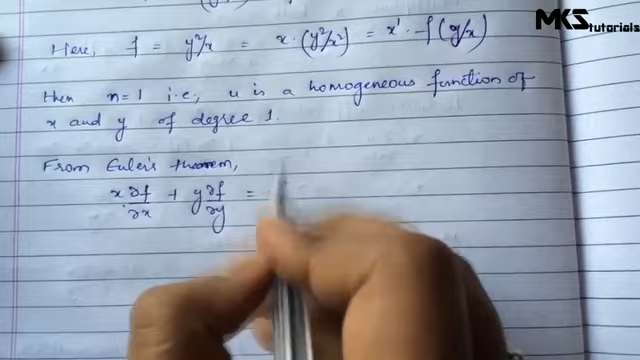 MKS tutorials
Here, f = y²/x = x · (y²/x²) = x¹ · f(y/x)
then n=1 i.e., u is a homogeneous function of
x and y of degree 1.
From Euler's theorem,
x ∂f/∂x + y ∂f/∂y =